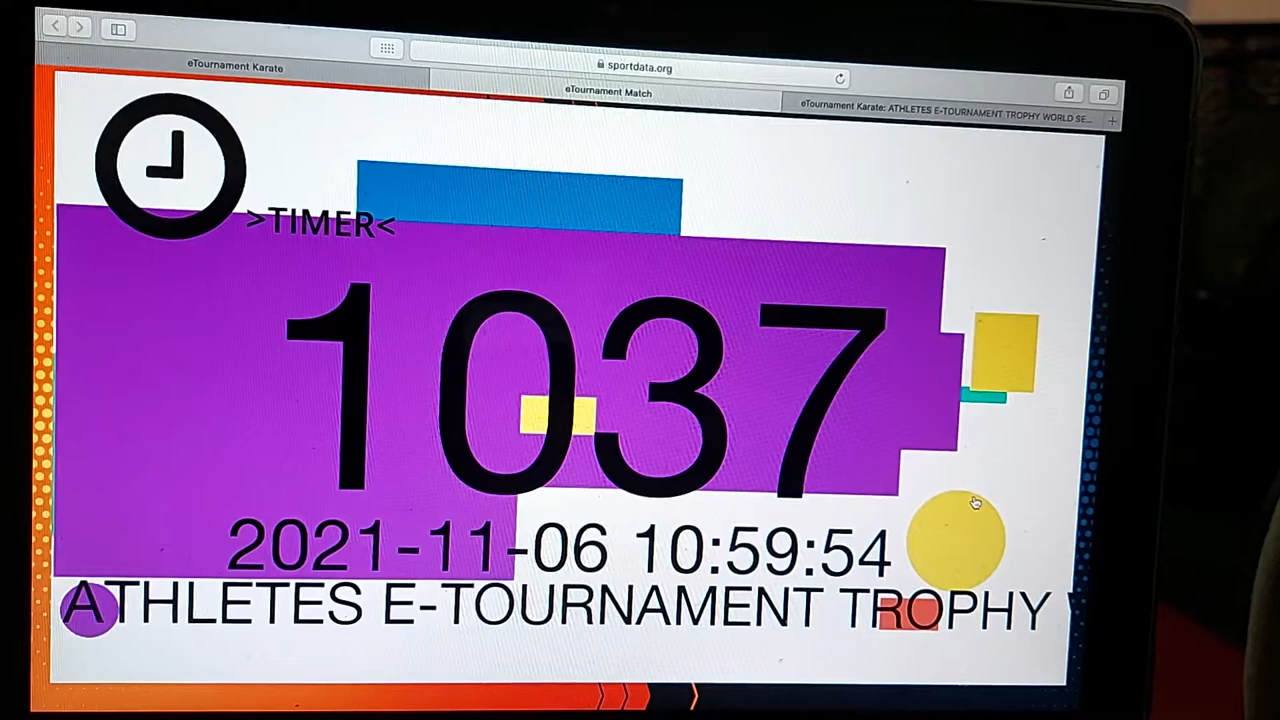 sportdata.org
eTournament Karate
eTournament Match
eTournament Karate: ATHLETES E-TOURNAMENT TROPHY WORLD SE...
>TIMER<
1037
2021-11-06 10:59:54
ATHLETES E-TOURNAMENT TROPHY